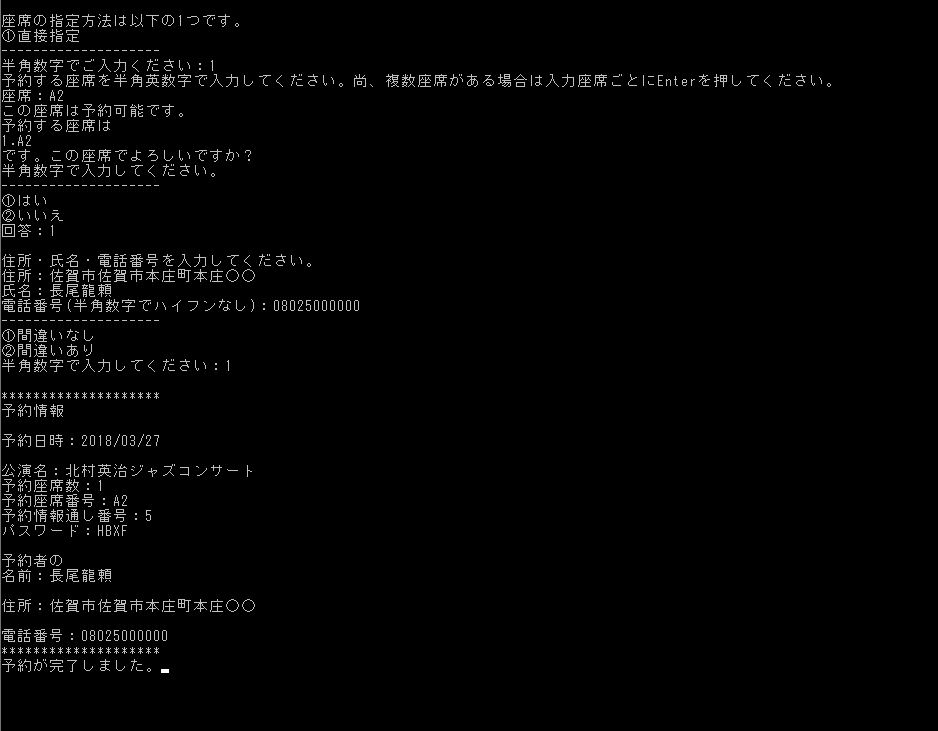 座席の指定方法は以下の1つです。
①直接指定
--------------------
半角数字でご入力ください：1
予約する座席を半角英数字で入力してください。尚、複数座席がある場合は入力座席ごとにEnterを押してください。
座席：A2
この座席は予約可能です。
予約する座席は
1.A2
です。この座席でよろしいですか？
半角数字で入力してください。
--------------------
①はい
②いいえ
回答：1
住所・氏名・電話番号を入力してください。
住所：佐賀市佐賀市本庄町本庄〇〇
氏名：長尾龍頼
電話番号(半角数字でハイフンなし)：08025000000
--------------------
①間違いなし
②間違いあり
半角数字で入力してください：1
********************
予約情報
予約日時：2018/03/27
公演名：北村英治ジャズコンサート
予約座席数：1
予約座席番号：A2
予約情報通し番号：5
パスワード：HBXF
予約者の
名前：長尾龍頼
住所：佐賀市佐賀市本庄町本庄〇〇
電話番号：08025000000
********************
予約が完了しました。